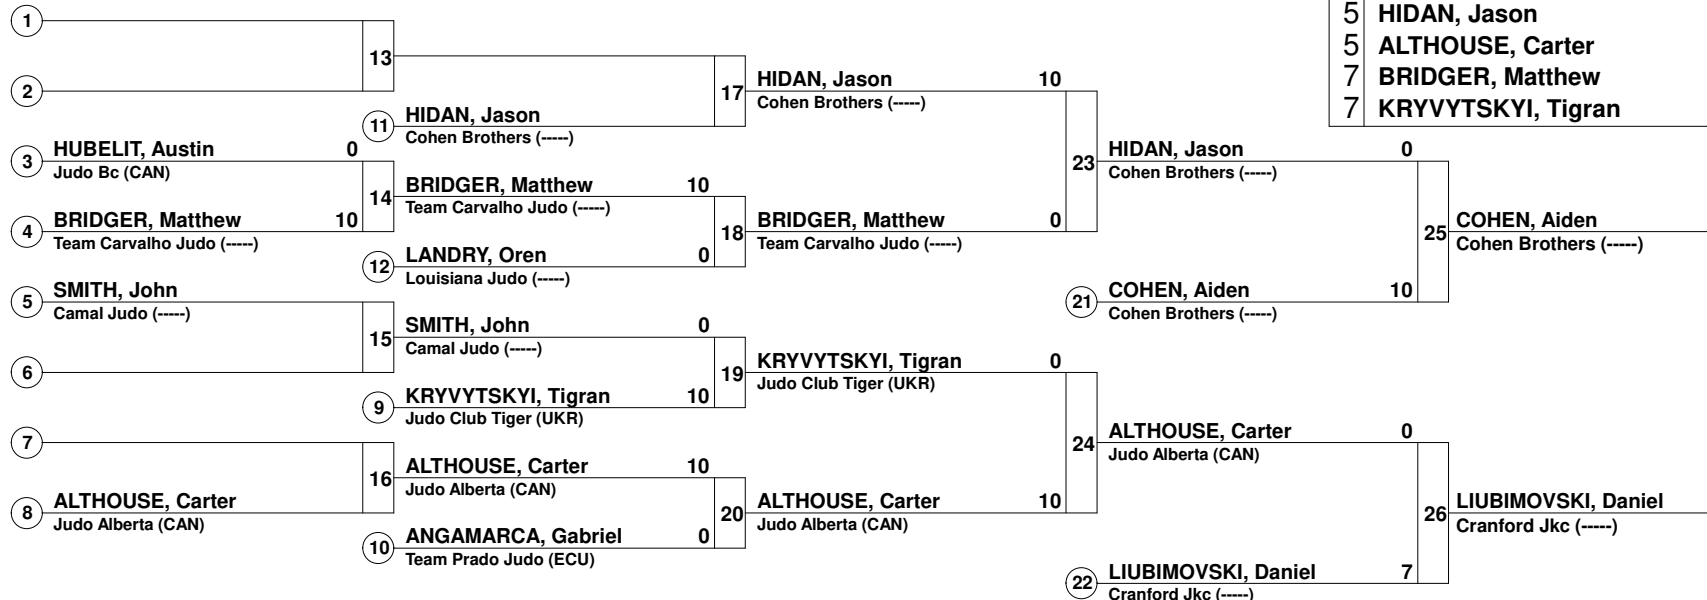 1
5 HIDAN, Jason
5 ALTHOUSE, Carter
13
2
7 BRIDGER, Matthew
7 KRYVYTSKYI, Tigran
17
HIDAN, Jason 10
Cohen Brothers (-----)
11
HIDAN, Jason
Cohen Brothers (-----)
3
HUBELIT, Austin 0
Judo Bc (CAN)
23
HIDAN, Jason 0
Cohen Brothers (-----)
14
BRIDGER, Matthew 10
Team Carvalho Judo (-----)
4
BRIDGER, Matthew 10
Team Carvalho Judo (-----)
18
BRIDGER, Matthew 0
Team Carvalho Judo (-----)
25
COHEN, Aiden
Cohen Brothers (-----)
12
LANDRY, Oren 0
Louisiana Judo (-----)
5
SMITH, John
Camal Judo (-----)
21
COHEN, Aiden 10
Cohen Brothers (-----)
15
SMITH, John 0
Camal Judo (-----)
6
19
KRYVYTSKYI, Tigran 0
Judo Club Tiger (UKR)
9
KRYVYTSKYI, Tigran 10
Judo Club Tiger (UKR)
7
24
ALTHOUSE, Carter 0
Judo Alberta (CAN)
16
ALTHOUSE, Carter 10
Judo Alberta (CAN)
8
ALTHOUSE, Carter
Judo Alberta (CAN)
20
ALTHOUSE, Carter 10
Judo Alberta (CAN)
26
LIUBIMOVSKI, Daniel
Cranford Jkc (-----)
10
ANGAMARCA, Gabriel 0
Team Prado Judo (ECU)
22
LIUBIMOVSKI, Daniel 7
Cranford Jkc (-----)